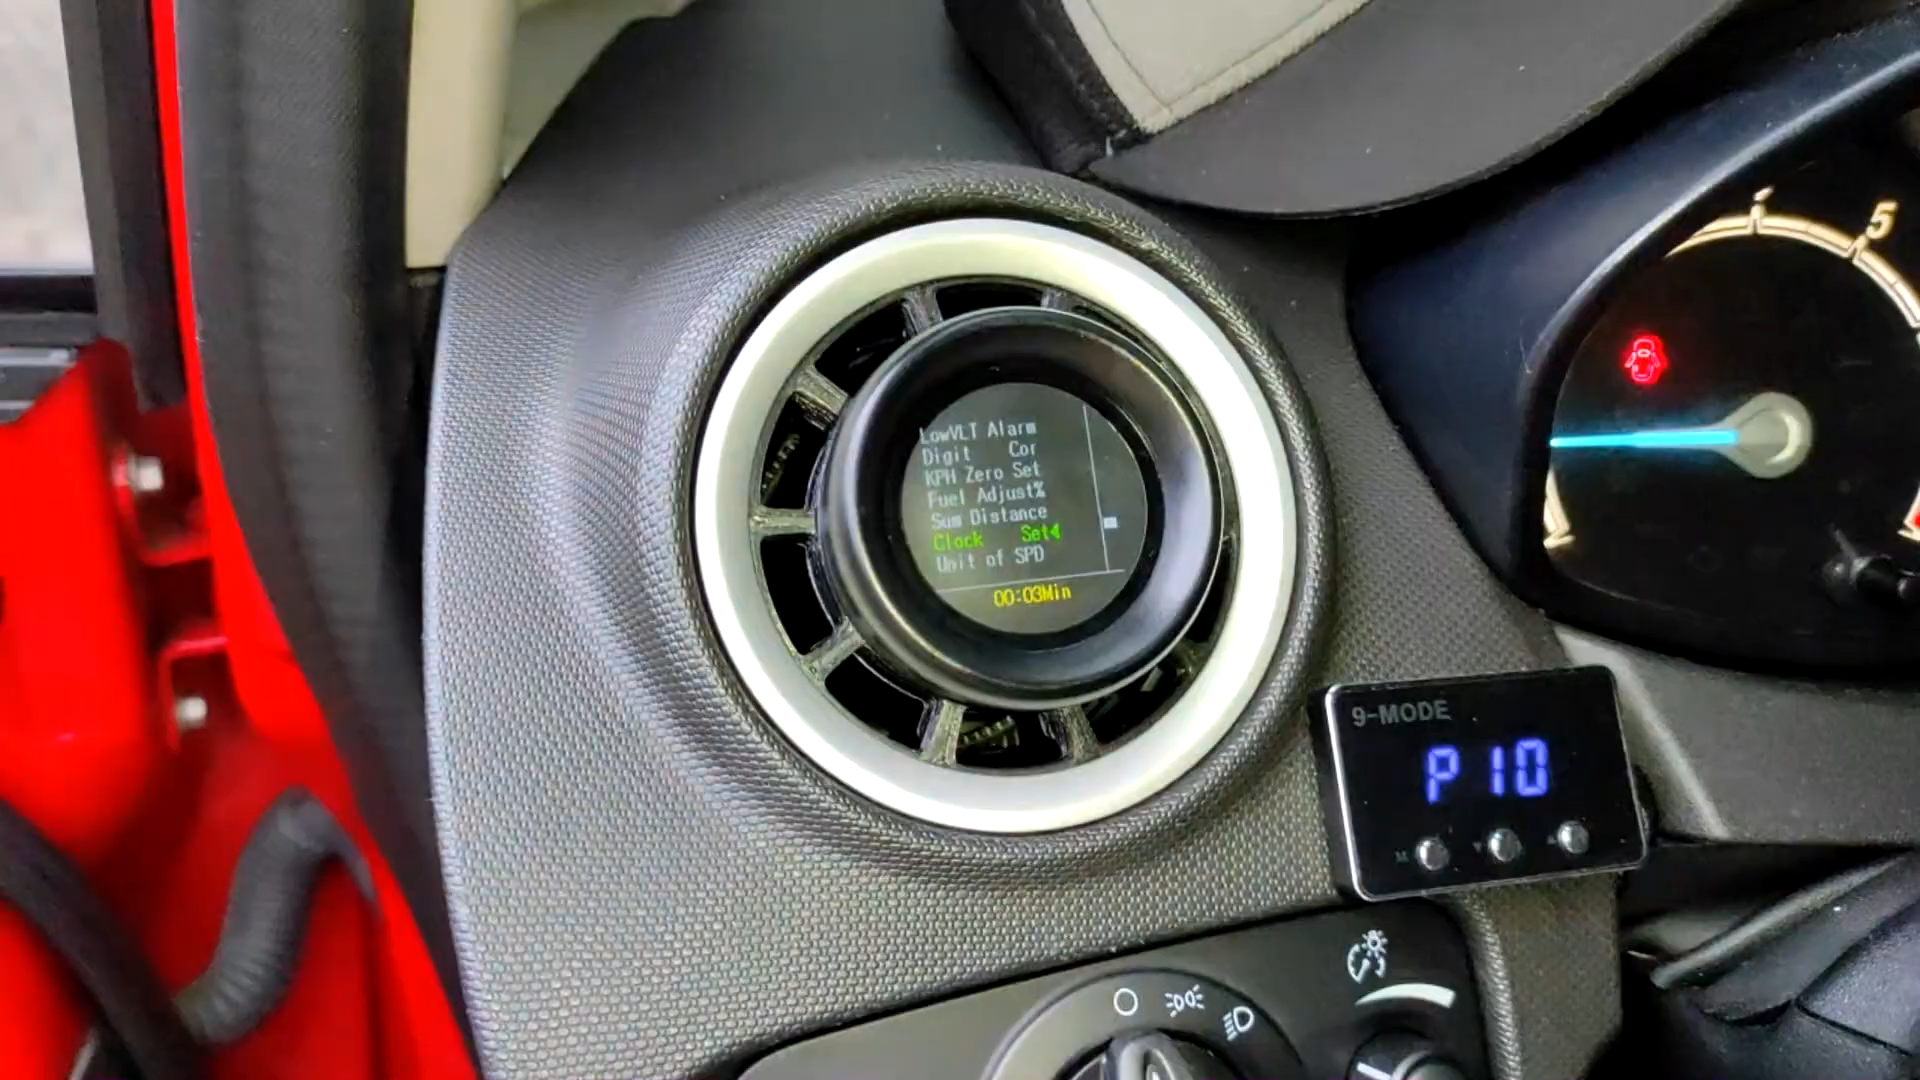 LowVLT Alarm
Digit Cor
KPH Zero Set
Fuel Adjust%
Sum Distance
Clock Set
Unit of SPD
00:03Min
5
9-MODE
P10
M